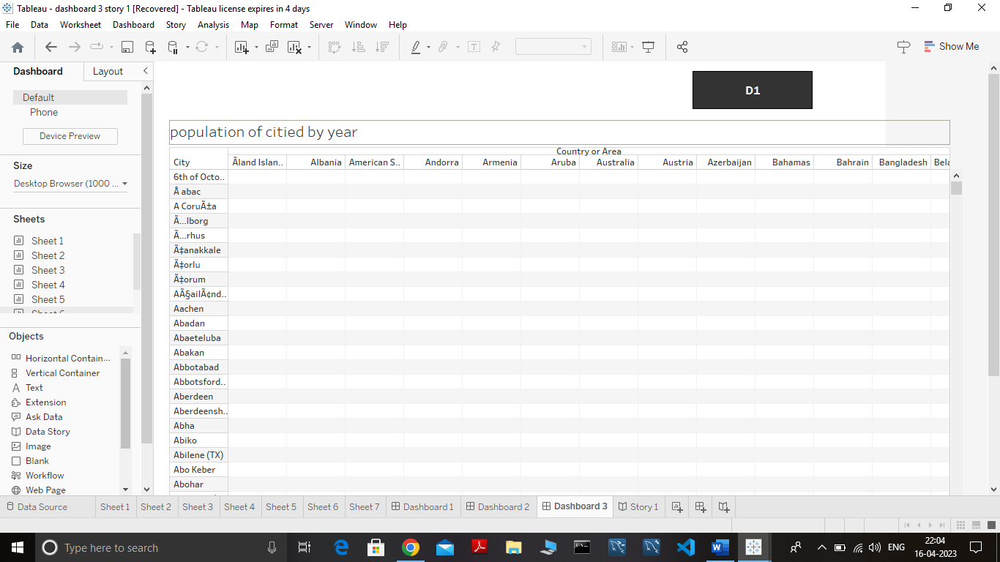 Tableau - dashboard 3 story 1 [Recovered] - Tableau license expires in 4 days
File Data Worksheet Dashboard Story Analysis Map Format Server Window Help
Show Me
Dashboard Layout
Default
Phone
Device Preview
Size
Desktop Browser (1000 ...
Sheets
Sheet 1
Sheet 2
Sheet 3
Sheet 4
Sheet 5
Objects
Horizontal Contain...
Vertical Container
Text
Extension
Ask Data
Data Story
Image
Blank
Workflow
Web Page
D1
population of citied by year
Country or Area
City Ãland Islan.. Albania American S.. Andorra Armenia Aruba Australia Austria Azerbaijan Bahamas Bahrain Bangladesh Bela
6th of Octo..
Å abac
A CoruÃ±a
Ã...lborg
Ã...rhus
Ã‡anakkale
Ã‡orlu
Ã‡orum
AÃ§ailÃ¢nd..
Aachen
Abadan
Abaeteluba
Abakan
Abbotabad
Abbotsford..
Aberdeen
Aberdeensh..
Abha
Abiko
Abilene (TX)
Abo Keber
Abohar
Data Source Sheet 1 Sheet 2 Sheet 3 Sheet 4 Sheet 5 Sheet 6 Sheet 7 Dashboard 1 Dashboard 2 Dashboard 3 Story 1
Type here to search
ENG
22:04
16-04-2023